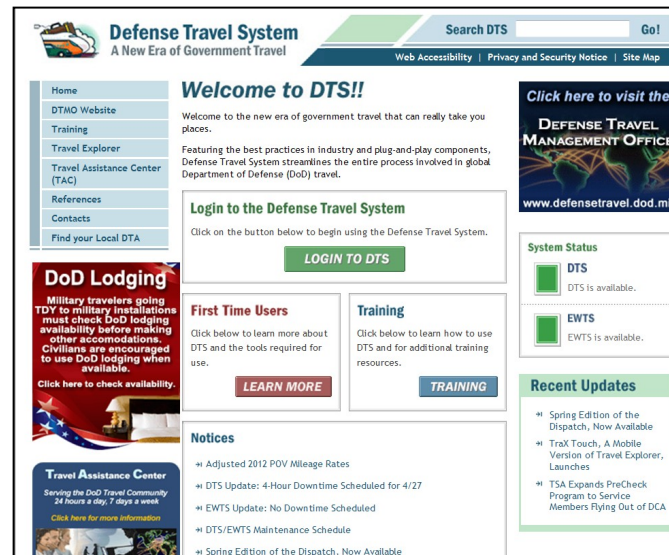 Defense Travel System
A New Era of Government Travel
Search DTS
Go!
Web Accessibility | Privacy and Security Notice | Site Map
Home
DTMO Website
Training
Travel Explorer
Travel Assistance Center
(TAC)
References
Contacts
Find your Local DTA
DoD Lodging
Military travelers going
TDY to military installations
must check DoD lodging
availability before making
other accomodations.
Civilians are encouraged
to use DoD lodging when
available.
Click here to check availability.
Travel Assistance Center
Serving the DoD Travel Community
24 hours a day, 7 days a week
Click here for more information
Welcome to DTS!!
Welcome to the new era of government travel that can really take you
places.
Featuring the best practices in industry and plug-and-play components,
Defense Travel System streamlines the entire process involved in global
Department of Defense (DoD) travel.
Login to the Defense Travel System
Click on the button below to begin using the Defense Travel System.
LOGIN TO DTS
First Time Users
Click below to learn more about
DTS and the tools required for
use.
LEARN MORE
Training
Click below to learn how to use
DTS and for additional training
resources.
TRAINING
Notices
Adjusted 2012 POV Mileage Rates
DTS Update: 4-Hour Downtime Scheduled for 4/27
EWTS Update: No Downtime Scheduled
DTS/EWTS Maintenance Schedule
Spring Edition of the Dispatch, Now Available
Click here to visit the
DEFENSE TRAVEL
MANAGEMENT OFFICE
www.defensetravel.dod.mi
System Status
DTS
DTS is available.
EWTS
EWTS is available.
Recent Updates
Spring Edition of the
Dispatch, Now Available
TraX Touch, A Mobile
Version of Travel Explorer,
Launches
TSA Expands PreCheck
Program to Service
Members Flying Out of DCA